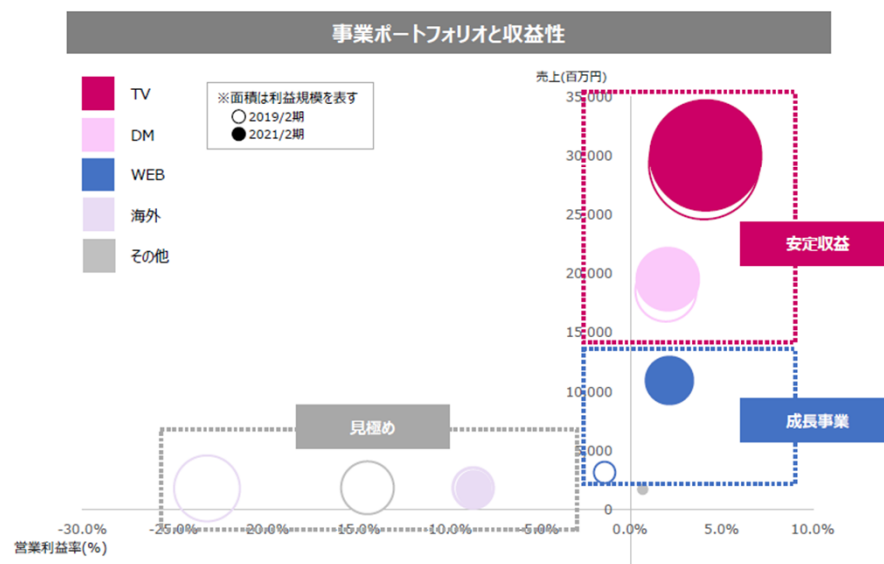 事業ポートフォリオと収益性
TV
DM
WEB
海外
その他
※面積は利益規模を表す
2019/2期
2021/2期
売上(百万円)
35,000
30,000
25,000
20,000
15,000
10,000
5,000
0
安定収益
成長事業
見極め
-30.0%
-25.0%
-20.0%
-15.0%
-10.0%
-5.0%
0.0%
5.0%
10.0%
営業利益率(%)